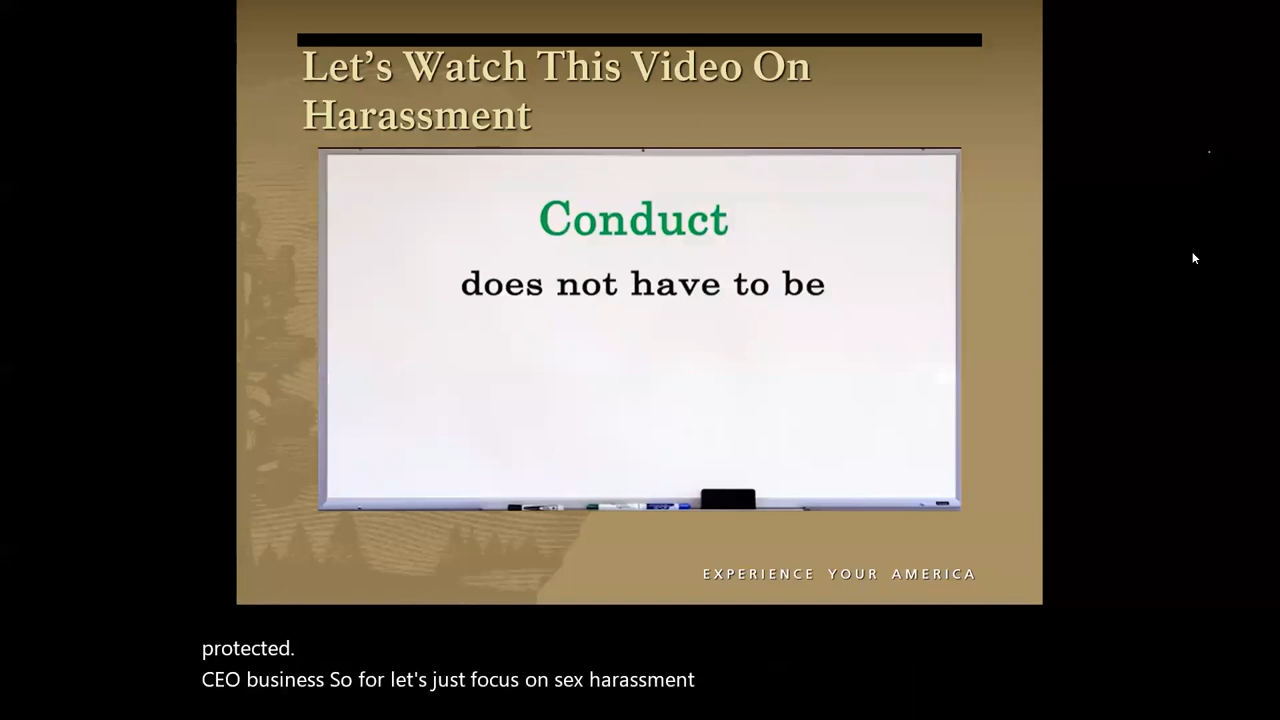 Let's Watch This Video On
Harassment
Conduct
does not have to be
EXPERIENCE YOUR AMERICA
protected.
CEO business So for let's just focus on sex harassment